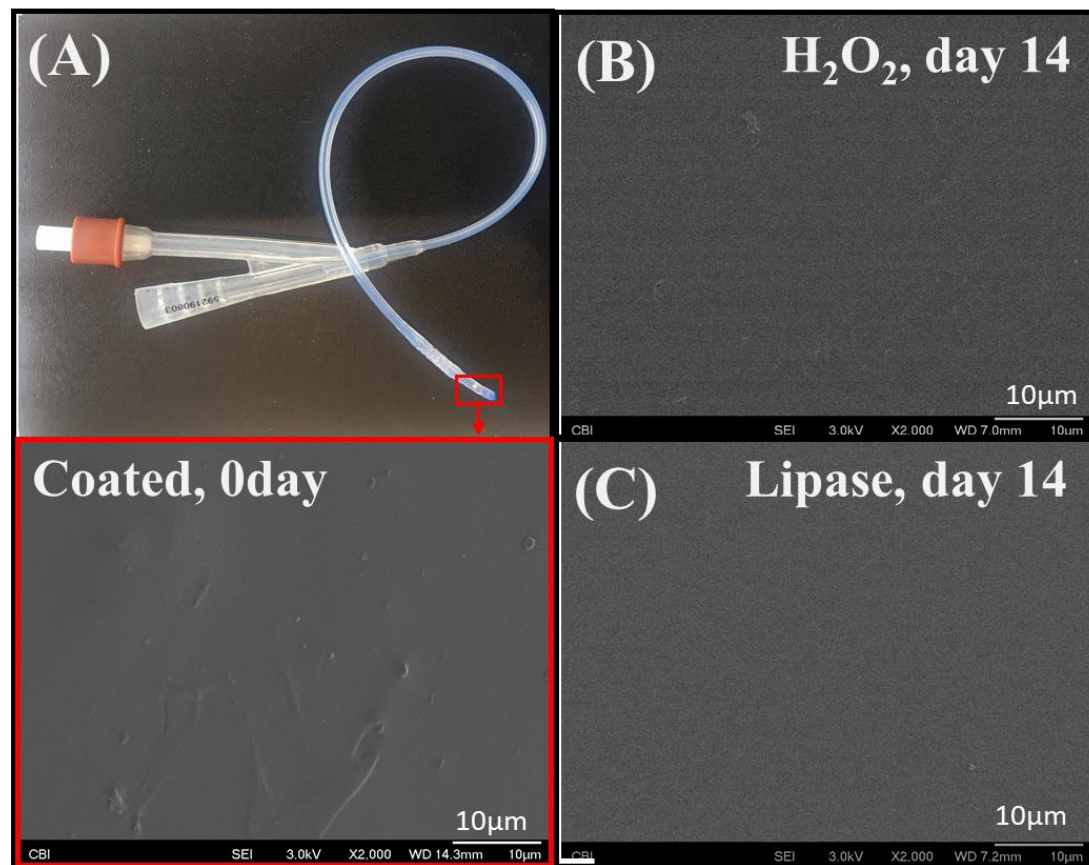 (A)
592190803
Coated, 0day
10μm
CBI SEI 3.0kV X2,000 WD 14.3mm 10μm
(B) H₂O₂, day 14
10μm
CBI SEI 3.0kV X2,000 WD 7.0mm 10μm
(C) Lipase, day 14
10μm
CBI SEI 3.0kV X2,000 WD 7.2mm 10μm